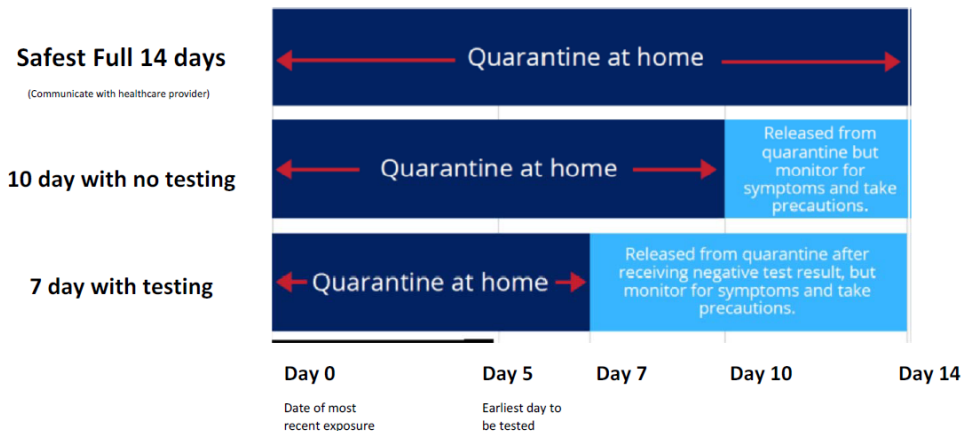 Safest Full 14 days
(Communicate with healthcare provider)
Quarantine at home
10 day with no testing
Quarantine at home
Released from
quarantine but
monitor for
symptoms and take
precautions.
7 day with testing
Quarantine at home
Released from quarantine after
receiving negative test result, but
monitor for symptoms and take
precautions.
Day 0
Day 5
Day 7
Day 10
Day 14
Date of most
recent exposure
Earliest day to
be tested